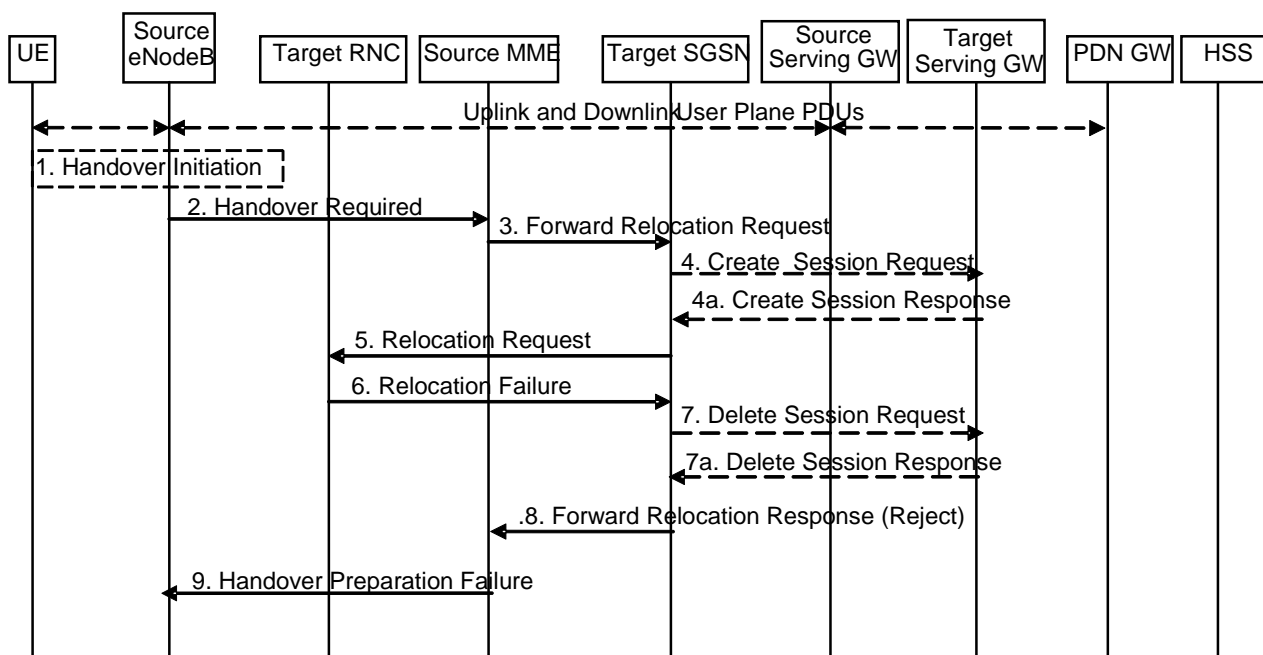 UE
Source
eNodeB
Target RNC
Source MME
Target SGSN
Source
Serving GW
Target
Serving GW
PDN GW
HSS
Uplink and Downlink User Plane PDUs
1. Handover Initiation
2. Handover Required
3. Forward Relocation Request
4. Create Session Request
4a. Create Session Response
5. Relocation Request
6. Relocation Failure
7. Delete Session Request
7a. Delete Session Response
.8. Forward Relocation Response (Reject)
9. Handover Preparation Failure